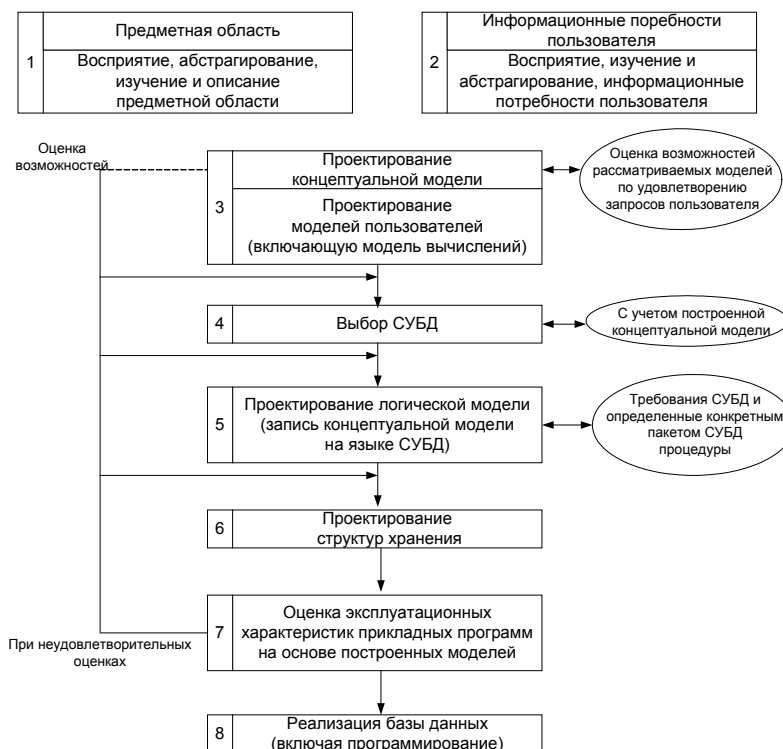 1
Предметная область
Восприятие, абстрагирование,
изучение и описание
предметной области
2
Информационные поребности
пользователя
Восприятие, изучение и
абстрагирование, информационные
потребности пользователя
Оценка
возможностей
3
Проектирование
концептуальной модели
Проектирование
моделей пользователей
(включающую модель вычислений)
Оценка возможностей
рассматриваемых моделей
по удовлетворению
запросов пользователя
4
Выбор СУБД
С учетом построенной
концептуальной модели
5
Проектирование логической модели
(запись концептуальной модели
на языке СУБД)
Требования СУБД и
определенные конкретным
пакетом СУБД
процедуры
6
Проектирование
структур хранения
7
Оценка эксплуатационных
характеристик прикладных программ
на основе построенных моделей
При неудовлетворительных
оценках
8
Реализация базы данных
(включая программирование)